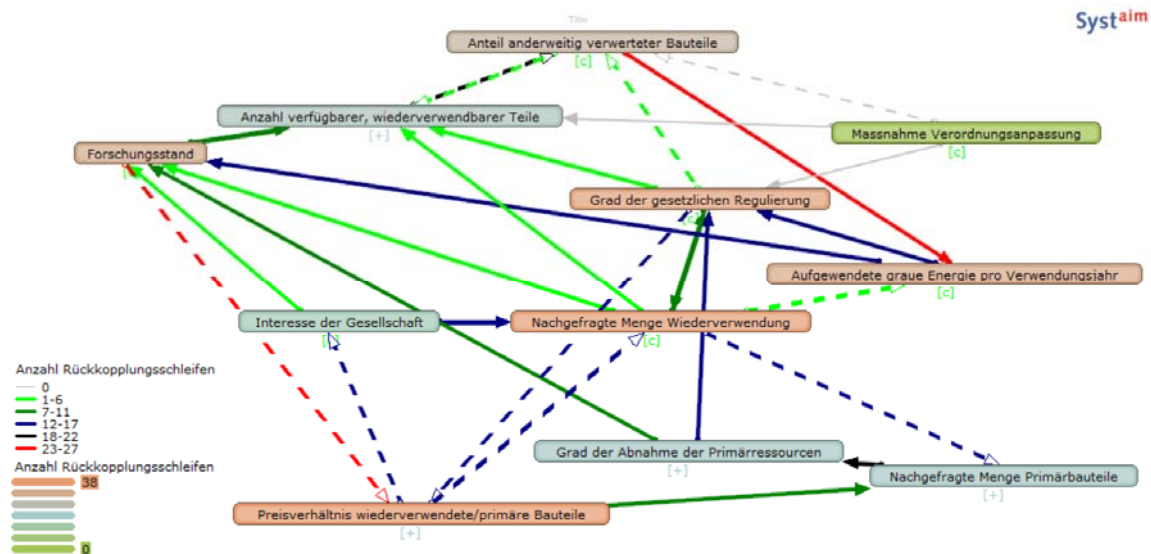 Title
Systaim
Anteil anderweitig verwerteter Bauteile
[c]
Anzahl verfügbarer, wiederverwendbarer Teile
[+]
Massnahme Verordnungsanpassung
[c]
Forschungsstand
Grad der gesetzlichen Regulierung
Aufgewendete graue Energie pro Verwendungsjahr
[c]
Interesse der Gesellschaft
Nachgefragte Menge Wiederverwendung
[c]
Anzahl Rückkopplungsschleifen
0
1-6
7-11
12-17
18-22
23-27
Anzahl Rückkopplungsschleifen
38
0
Grad der Abnahme der Primärressourcen
[+]
Nachgefragte Menge Primärbauteile
[+]
Preisverhältnis wiederverwendete/primäre Bauteile
[+]